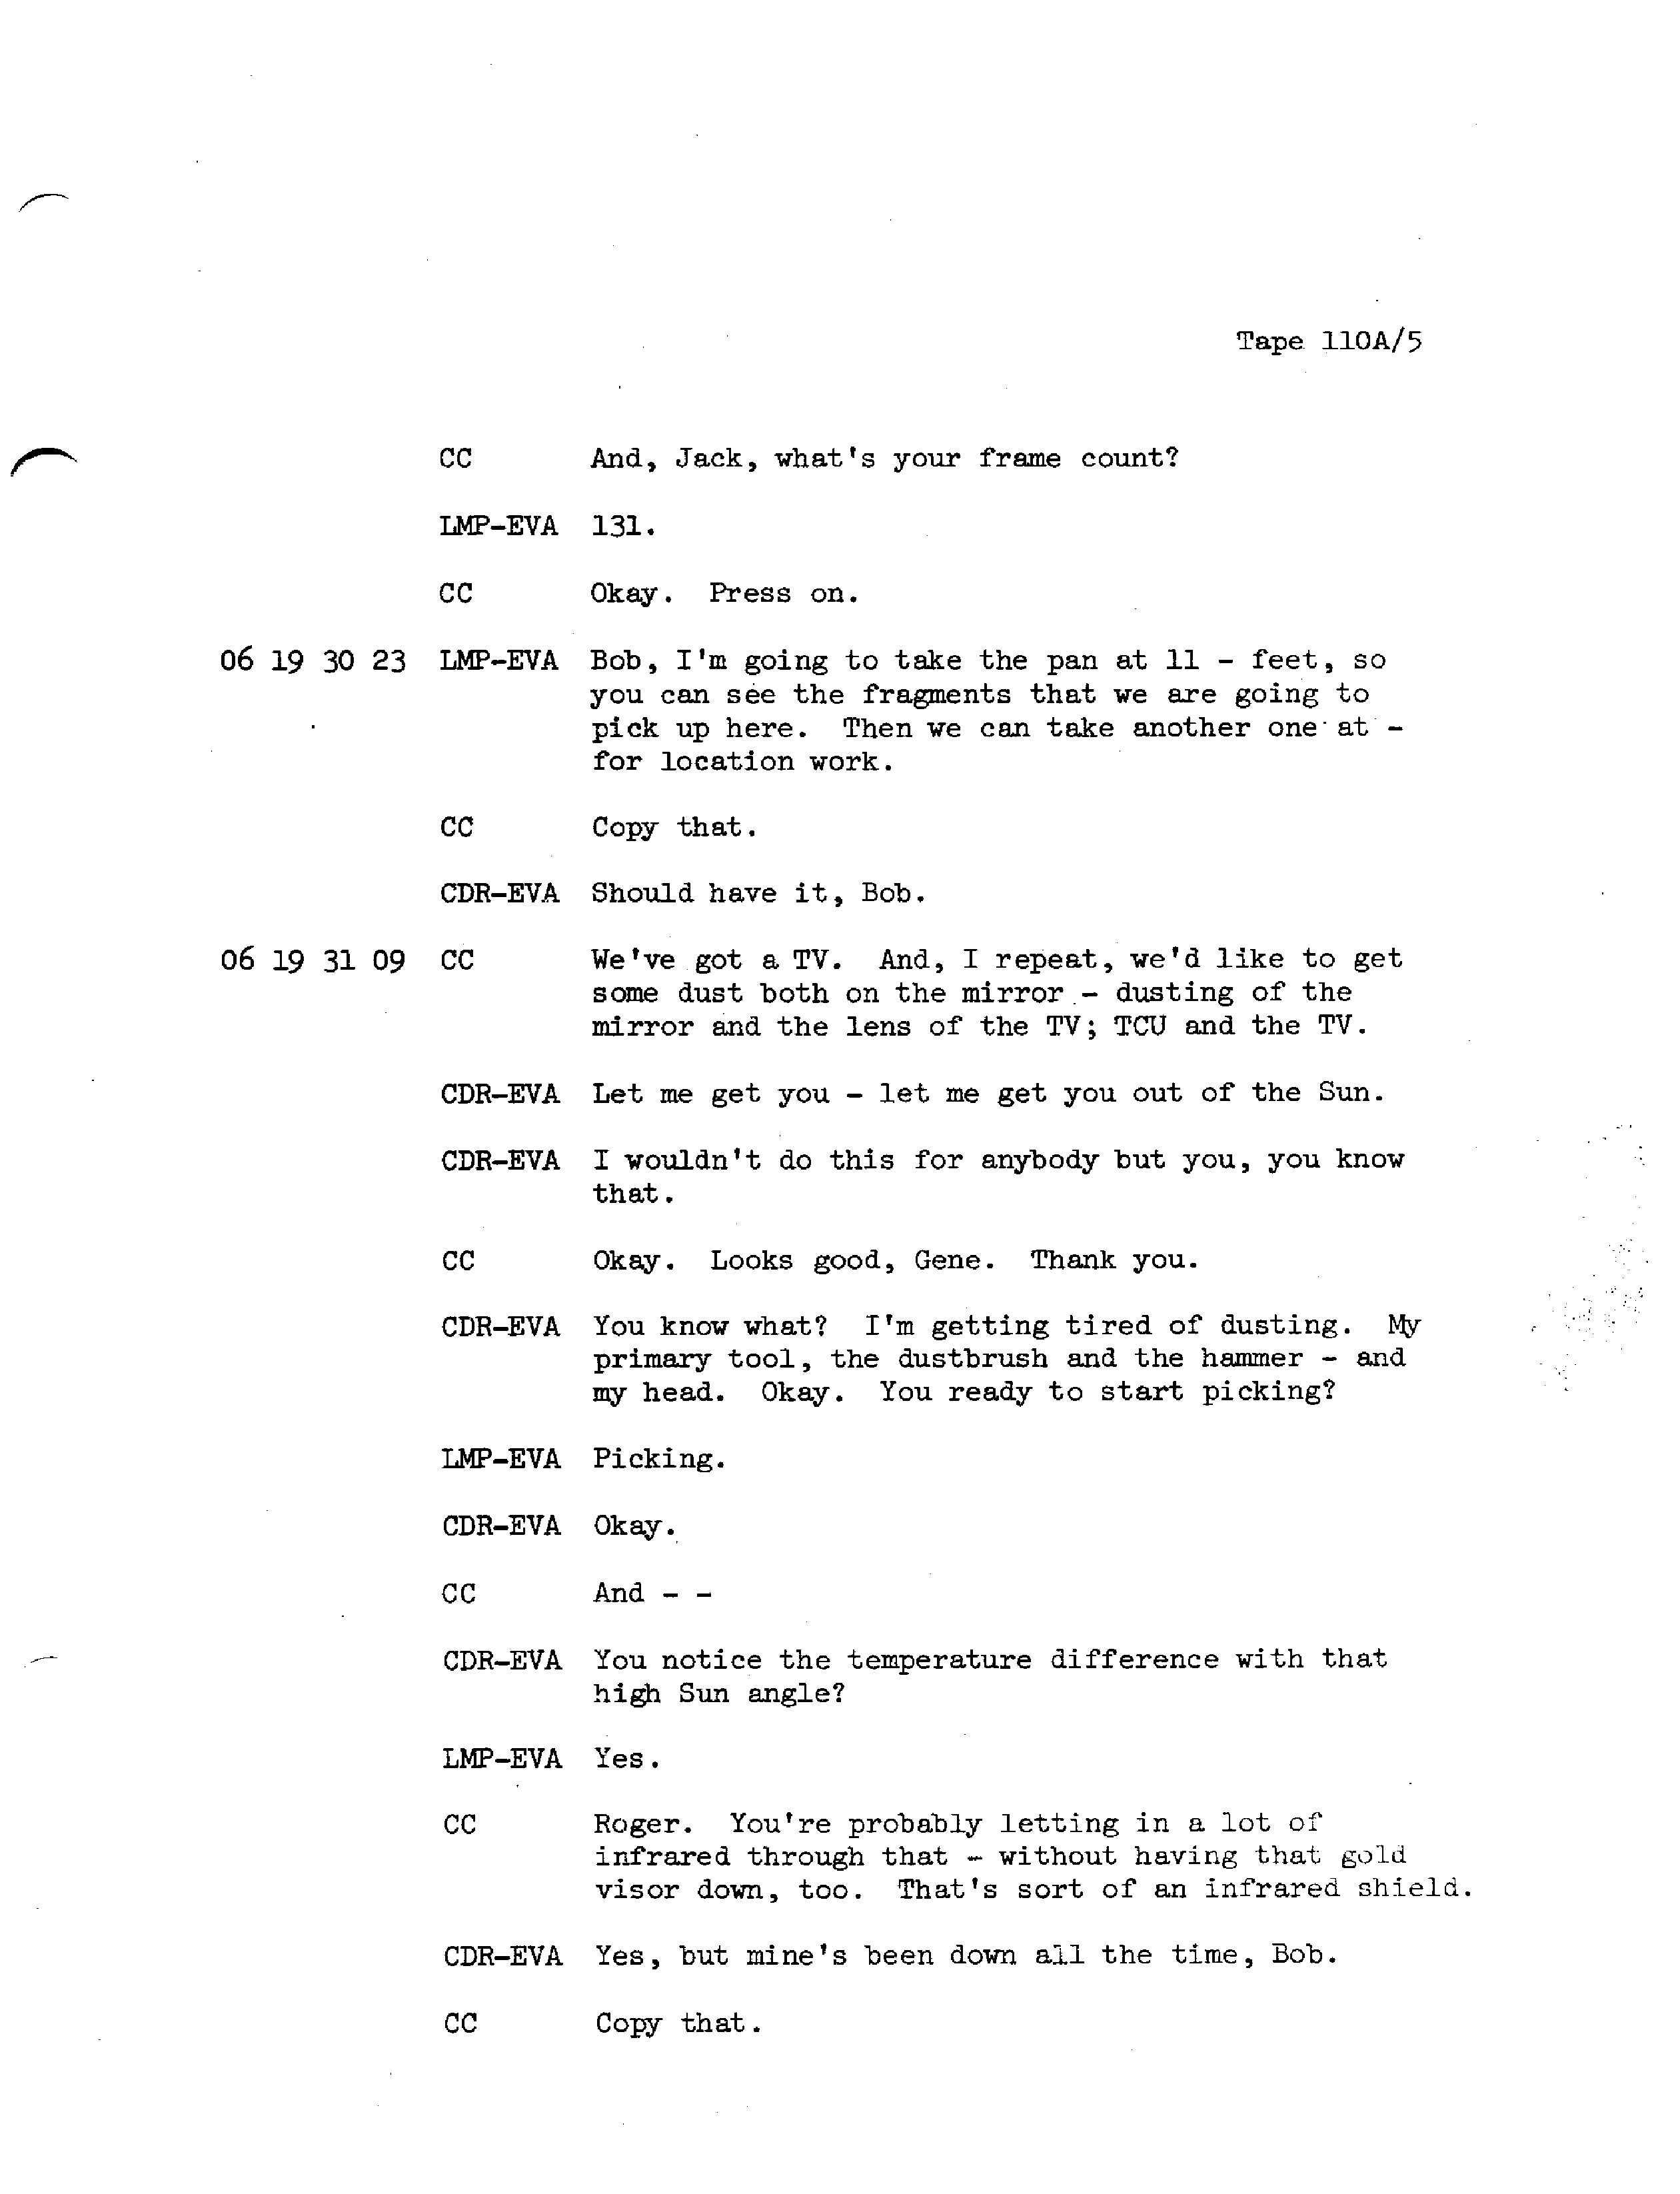 Tape 110A/5
CC And, Jack, what's your frame count?
LMP-EVA 131.
CC Okay. Press on.
06 19 30 23 LMP-EVA Bob, I'm going to take the pan at 11 - feet, so
you can see the fragments that we are going to
pick up here. Then we can take another one at -
for location work.
CC Copy that.
CDR-EVA Should have it, Bob.
06 19 31 09 CC We've got a TV. And, I repeat, we'd like to get
some dust both on the mirror - dusting of the
mirror and the lens of the TV; TCU and the TV.
CDR-EVA Let me get you - let me get you out of the Sun.
CDR-EVA I wouldn't do this for anybody but you, you know
that.
CC Okay. Looks good, Gene. Thank you.
CDR-EVA You know what? I'm getting tired of dusting. My
primary tool, the dustbrush and the hammer - and
my head. Okay. You ready to start picking?
LMP-EVA Picking.
CDR-EVA Okay.
CC And - -
CDR-EVA You notice the temperature difference with that
high Sun angle?
LMP-EVA Yes.
CC Roger. You're probably letting in a lot of
infrared through that - without having that gold
visor down, too. That's sort of an infrared shield.
CDR-EVA Yes, but mine's been down all the time, Bob.
CC Copy that.